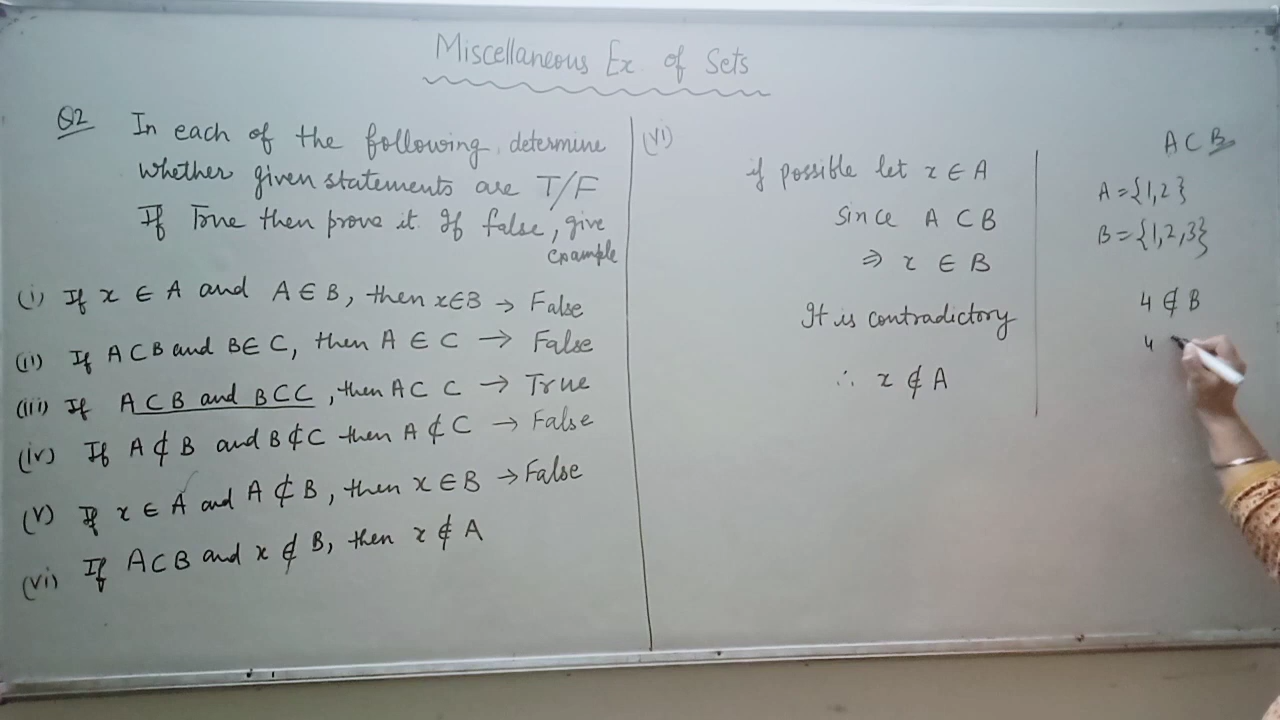 Miscellaneous Ex. of Sets
Q2 In each of the following, determine
whether given statements are T/F
If True then prove it. If false, give
example
(i) If x ∈ A and A ∈ B, then x ∈ B → False
(ii) If A ⊂ B and B ∈ C, then A ∈ C → False
(iii) If A ⊂ B and B ⊂ C, then A ⊂ C → True
(iv) If A ⊄ B and B ⊄ C then A ⊄ C → False
(v) If x ∈ A and A ⊄ B, then x ∈ B → False
(vi) If A ⊂ B and x ∉ B, then x ∉ A
(vi)
if possible let x ∈ A
Since A ⊂ B
⇒ x ∈ B
It is contradictory
∴ x ∉ A
A ⊂ B
A = {1,2}
B = {1,2,3}
4 ∉ B
4